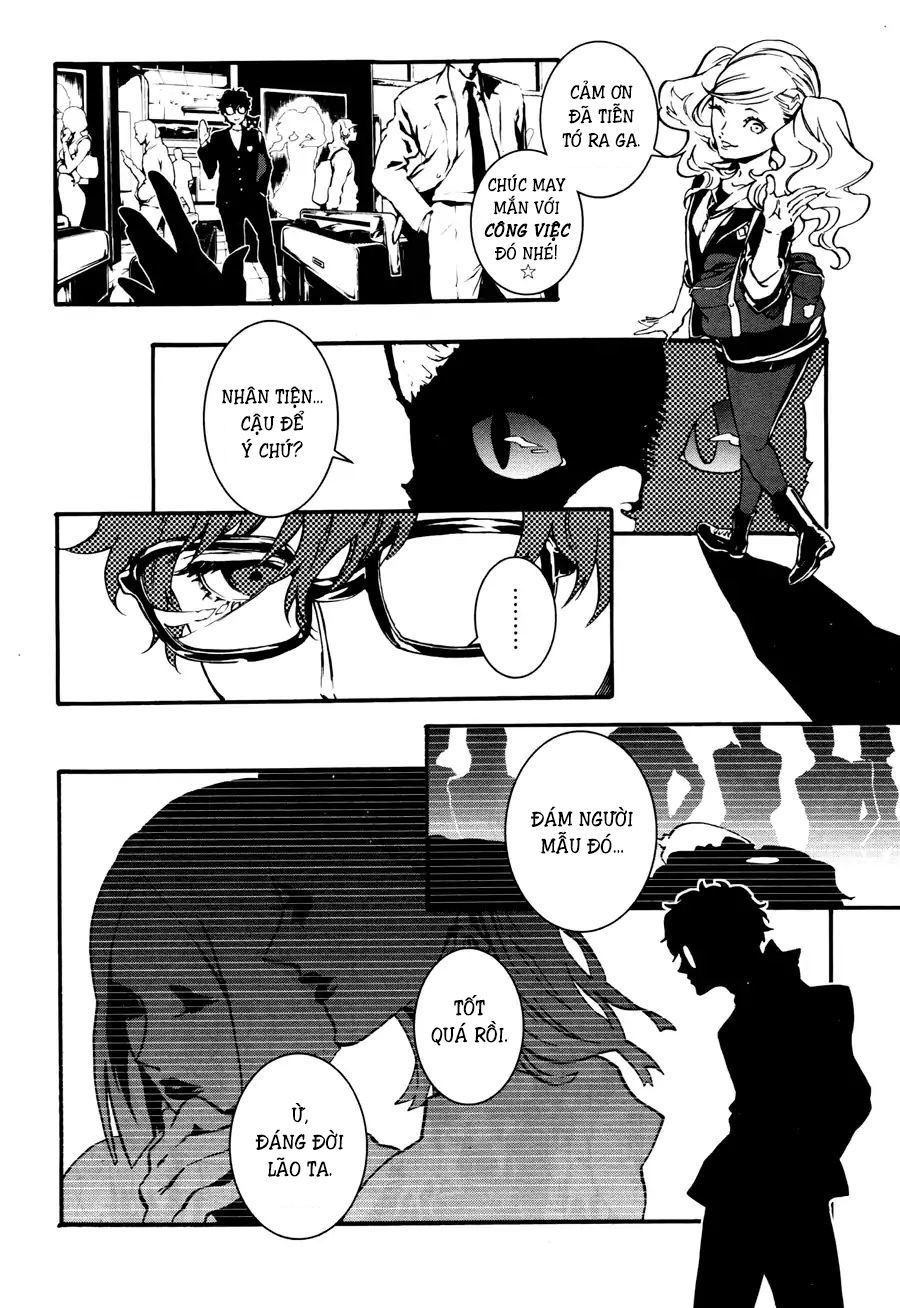 CẢM ƠN
ĐÃ TIỄN
TỚ RA GA.
CHÚC MAY
MẮN VỚI
CÔNG VIỆC
ĐÓ NHÉ!
☆
NHÂN TIỆN...
CẬU ĐỂ
Ý CHỨ?
........
ĐÁM NGƯỜI
MẪU ĐÓ...
TỐT
QUÁ RỒI.
Ừ,
ĐÁNG ĐỜI
LÃO TA.